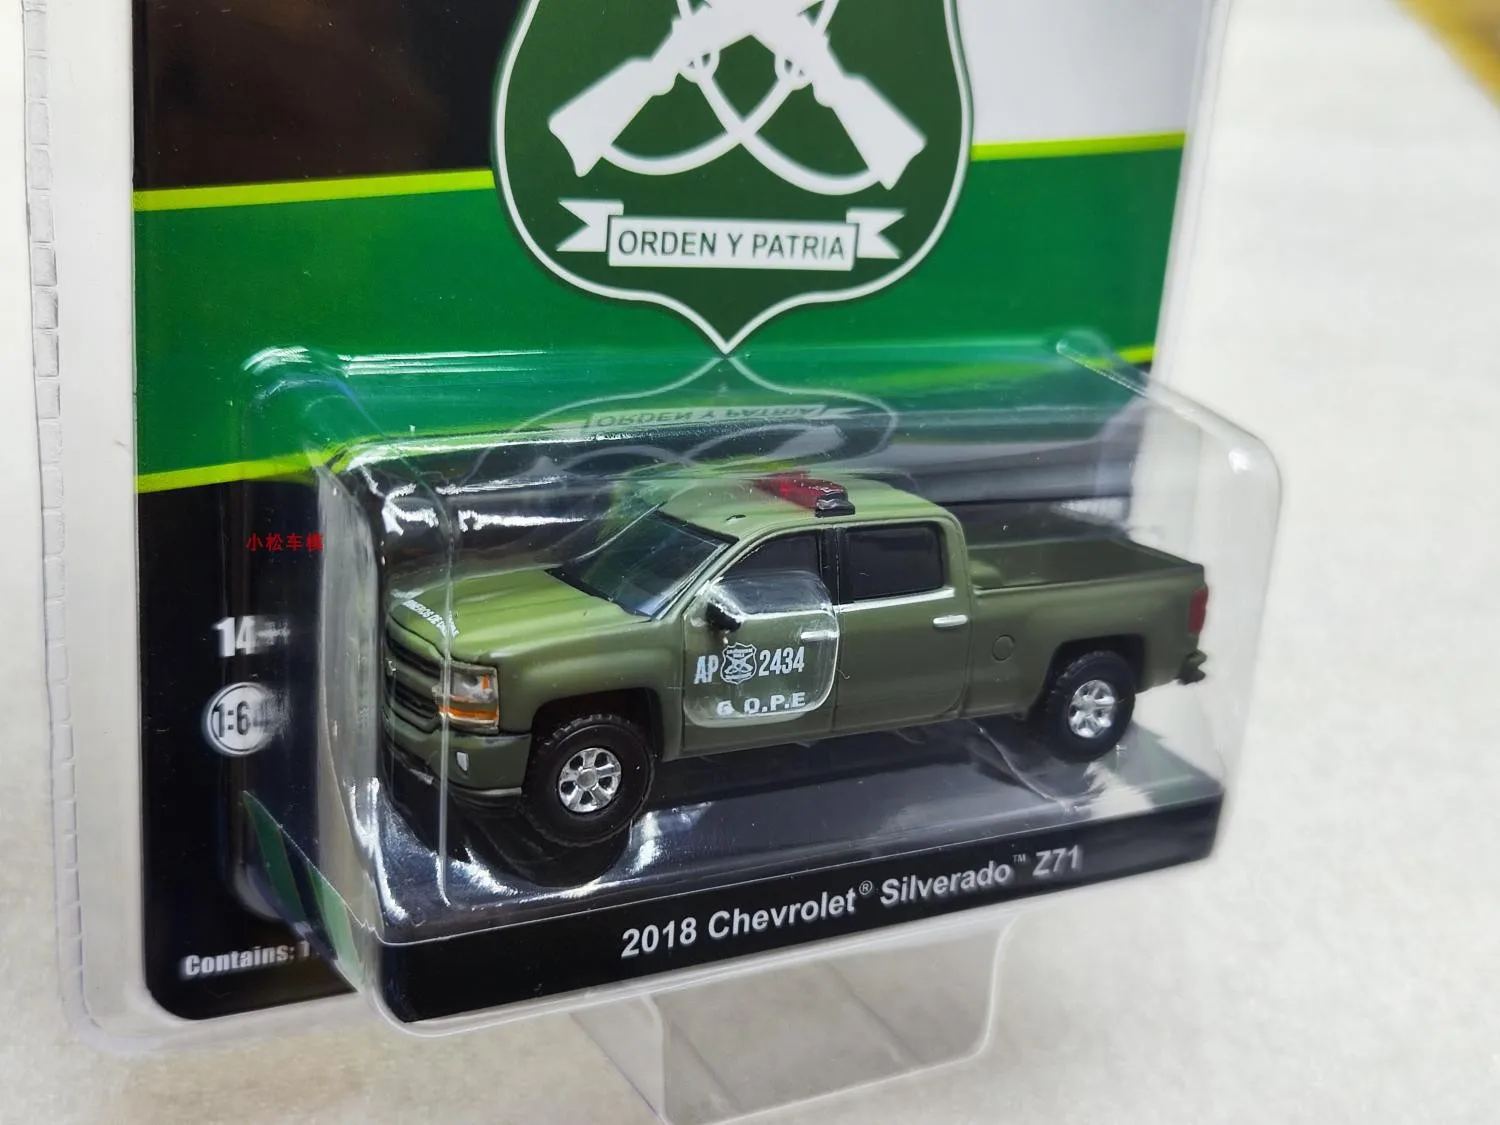 ORDEN Y PATRIA
小松车模
14
1:64
AP 2434
G.O.P.E
Contains: 1
2018 Chevrolet® Silverado™ Z71